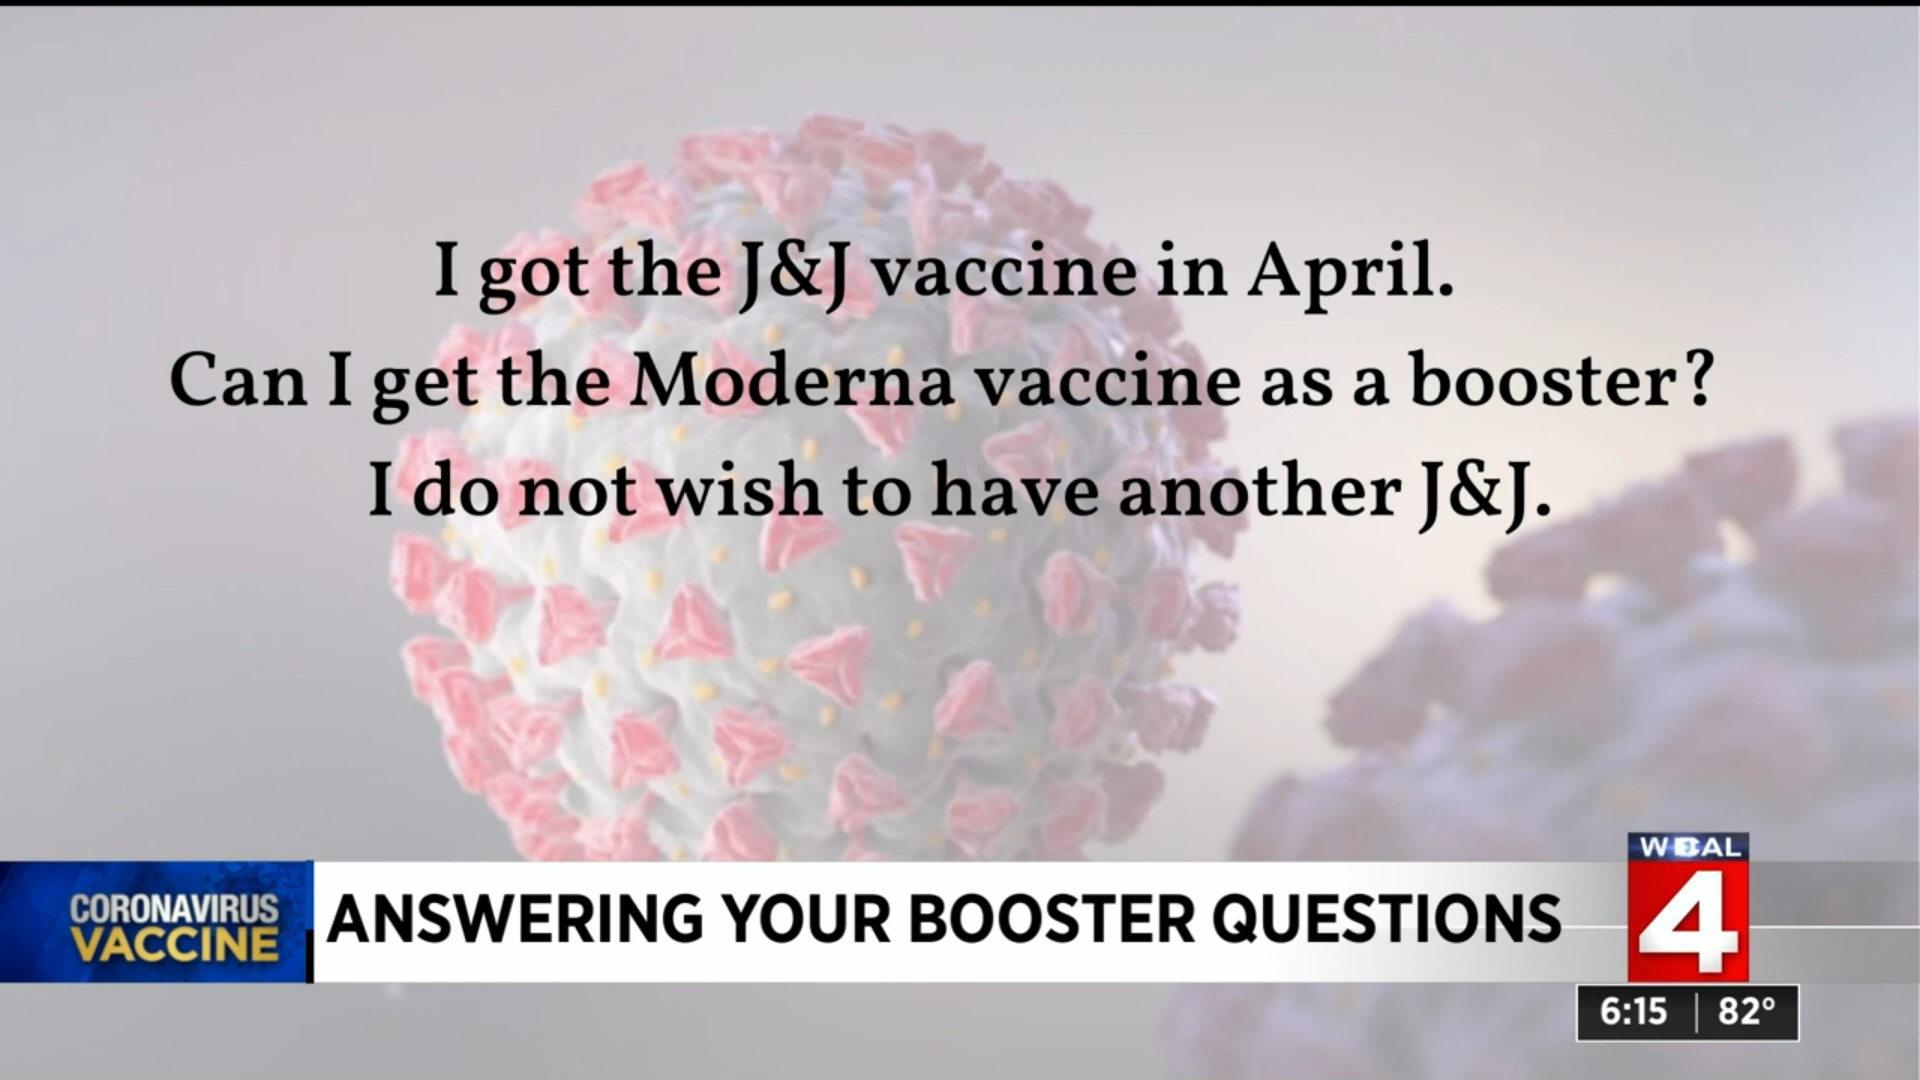 I got the J&J vaccine in April.
Can I get the Moderna vaccine as a booster?
I do not wish to have another J&J.
CORONAVIRUS
VACCINE
ANSWERING YOUR BOOSTER QUESTIONS
4
6:15 | 82°